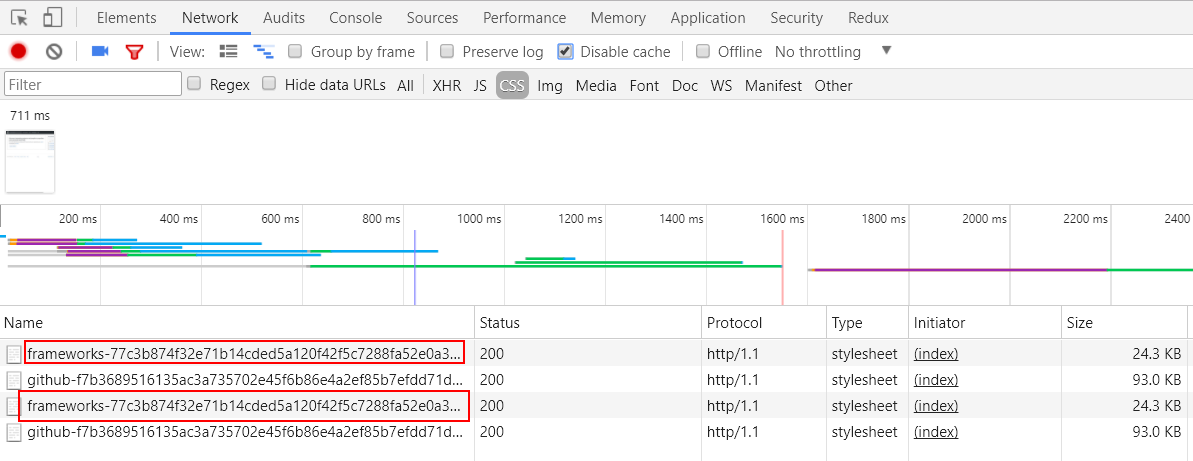 Elements Network Audits Console Sources Performance Memory Application Security Redux
View: Group by frame Preserve log Disable cache Offline No throttling
Filter Regex Hide data URLs All XHR JS CSS Img Media Font Doc WS Manifest Other
711 ms
200 ms 400 ms 600 ms 800 ms 1000 ms 1200 ms 1400 ms 1600 ms 1800 ms 2000 ms 2200 ms 2400
Name Status Protocol Type Initiator Size
frameworks-77c3b874f32e71b14cded5a120f42f5c7288fa52e0a3... 200 http/1.1 stylesheet (index) 24.3 KB
github-f7b3689516135ac3a735702e45f6b86e4a2ef85b7efdd71d... 200 http/1.1 stylesheet (index) 93.0 KB
frameworks-77c3b874f32e71b14cded5a120f42f5c7288fa52e0a3... 200 http/1.1 stylesheet (index) 24.3 KB
github-f7b3689516135ac3a735702e45f6b86e4a2ef85b7efdd71d... 200 http/1.1 stylesheet (index) 93.0 KB